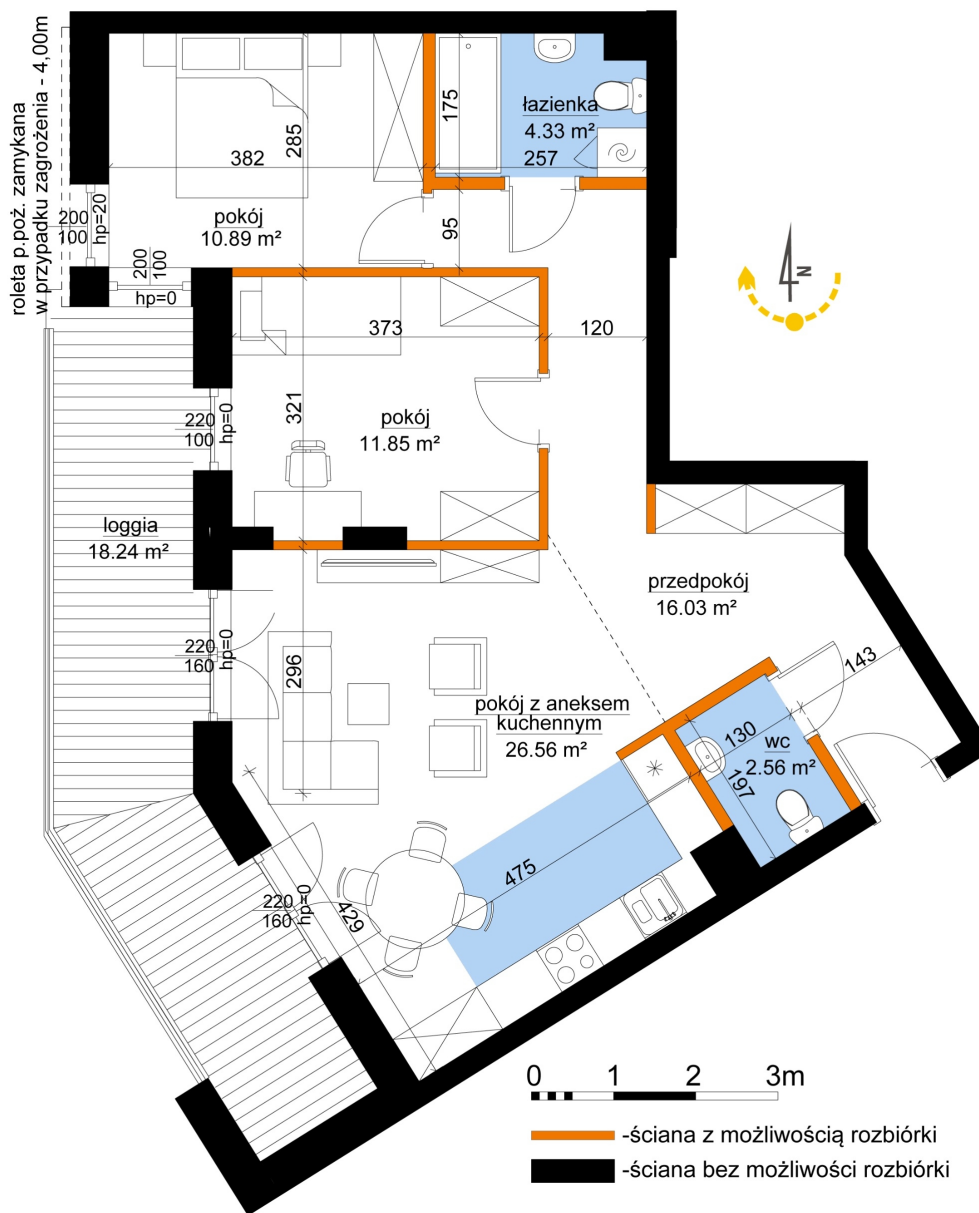 roleta p.poż. zamykana
w przypadku zagrożenia - 4,00m
382
285
pokój
10.89 m²
175
łazienka
4.33 m²
257
95
200
100
hp=20
200
100
hp=0
N
373
120
321
pokój
11.85 m²
220
100
hp=0
loggia
18.24 m²
przedpokój
16.03 m²
220
160
hp=0
296
pokój z aneksem
kuchennym
26.56 m²
143
130
wc
2.56 m²
197
475
220
160
hp=0
429
0 1 2 3m
-ściana z możliwością rozbiórki
-ściana bez możliwości rozbiórki